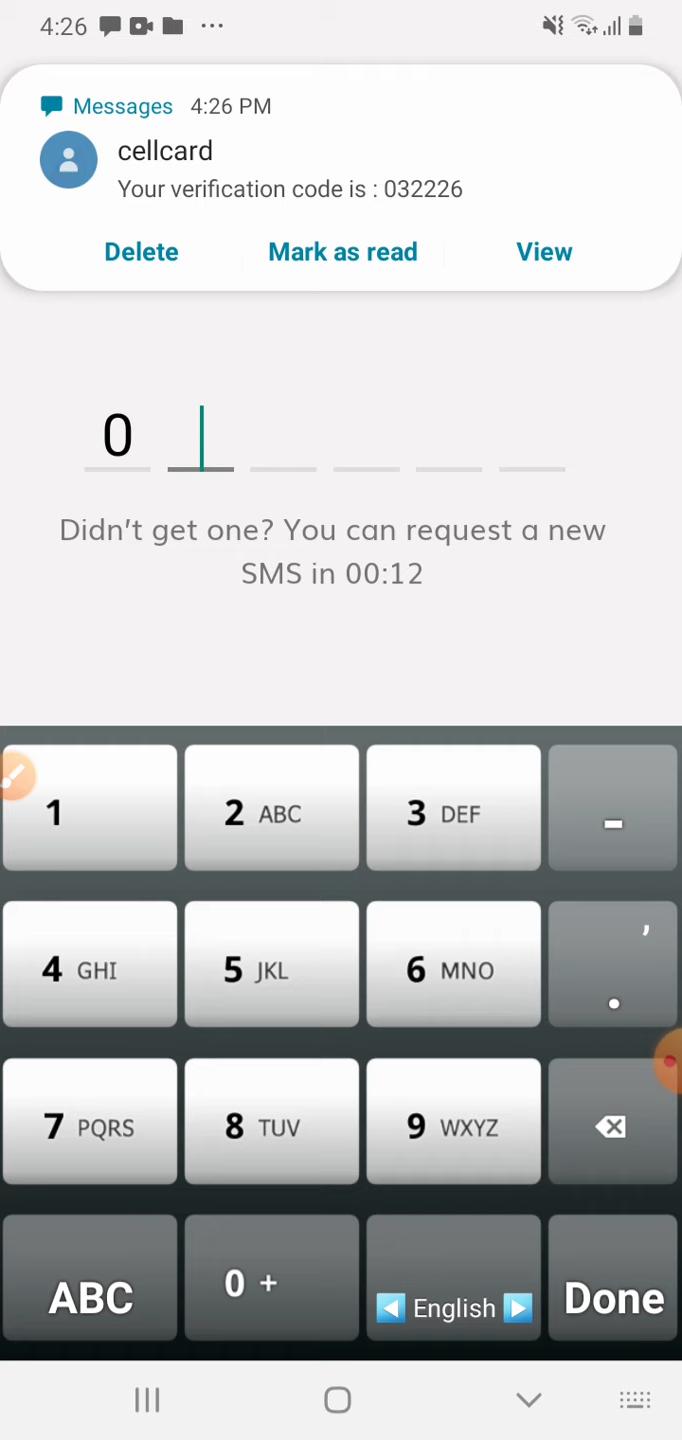 4:26
Messages 4:26 PM
cellcard
Your verification code is : 032226
Delete Mark as read View
0
Didn't get one? You can request a new
SMS in 00:12
1 2 ABC 3 DEF -
4 GHI 5 JKL 6 MNO , .
7 PQRS 8 TUV 9 WXYZ
ABC 0 + English Done